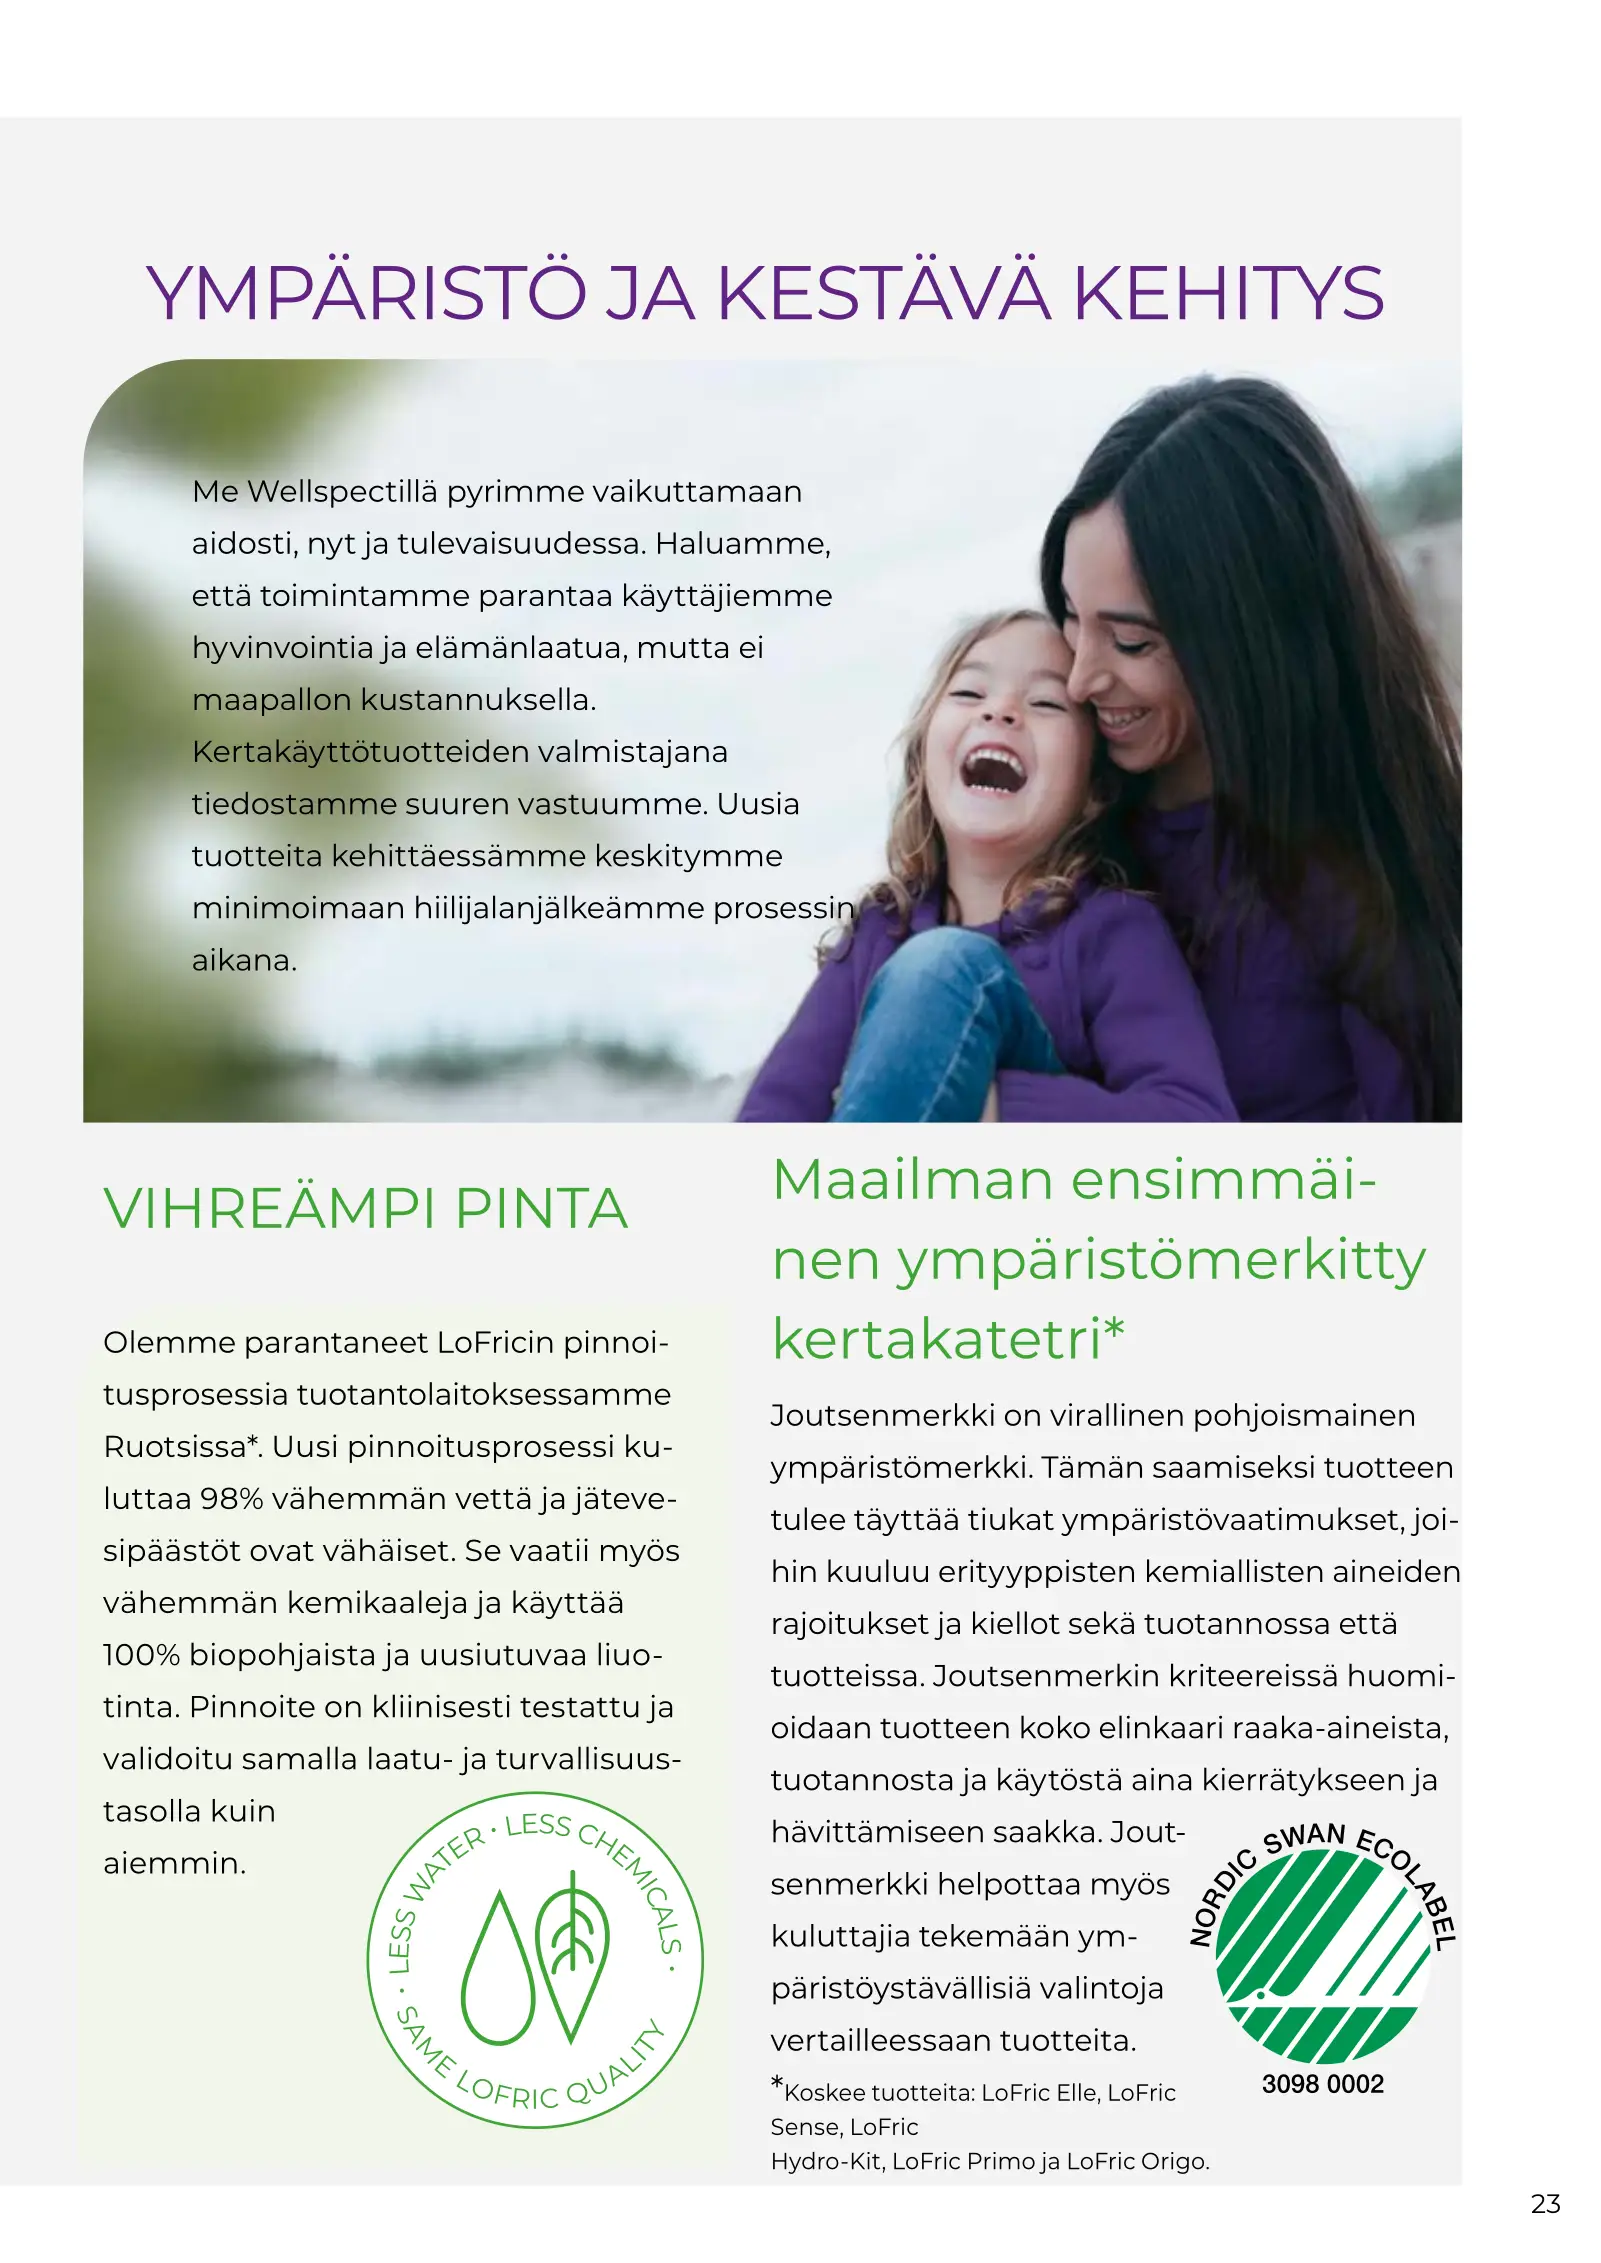 YMPÄRISTÖ JA KESTÄVÄ KEHITYS
Me Wellspectillä pyrimme vaikuttamaan
aidosti, nyt ja tulevaisuudessa. Haluamme,
että toimintamme parantaa käyttäjiemme
hyvinvointia ja elämänlaatua, mutta ei
maapallon kustannuksella.
Kertakäyttötuotteiden valmistajana
tiedostamme suuren vastuumme. Uusia
tuotteita kehittäessämme keskitymme
minimoimaan hiilijalanjälkeämme prosessin
aikana.
VIHREÄMPI PINTA
Olemme parantaneet LoFricin pinnoi-
tusprosessia tuotantolaitoksessamme
Ruotsissa*. Uusi pinnoitusprosessi ku-
luttaa 98% vähemmän vettä ja jäteve-
sipäästöt ovat vähäiset. Se vaatii myös
vähemmän kemikaaleja ja käyttää
100% biopohjaista ja uusiutuvaa liuo-
tinta. Pinnoite on kliinisesti testattu ja
validoitu samalla laatu- ja turvallisuus-
tasolla kuin
aiemmin.
· LESS WATER · LESS CHEMICALS ·
SAME LOFRIC QUALITY
Maailman ensimmäi-
nen ympäristömerkitty
kertakatetri*
Joutsenmerkki on virallinen pohjoismainen
ympäristömerkki. Tämän saamiseksi tuotteen
tulee täyttää tiukat ympäristövaatimukset, joi-
hin kuuluu erityyppisten kemiallisten aineiden
rajoitukset ja kiellot sekä tuotannossa että
tuotteissa. Joutsenmerkin kriteereissä huomi-
oidaan tuotteen koko elinkaari raaka-aineista,
tuotannosta ja käytöstä aina kierrätykseen ja
hävittämiseen saakka. Jout-
senmerkki helpottaa myös
kuluttajia tekemään ym-
päristöystävällisiä valintoja
vertailleessaan tuotteita.
*Koskee tuotteita: LoFric Elle, LoFric
Sense, LoFric
Hydro-Kit, LoFric Primo ja LoFric Origo.
NORDIC SWAN ECOLABEL
3098 0002
23